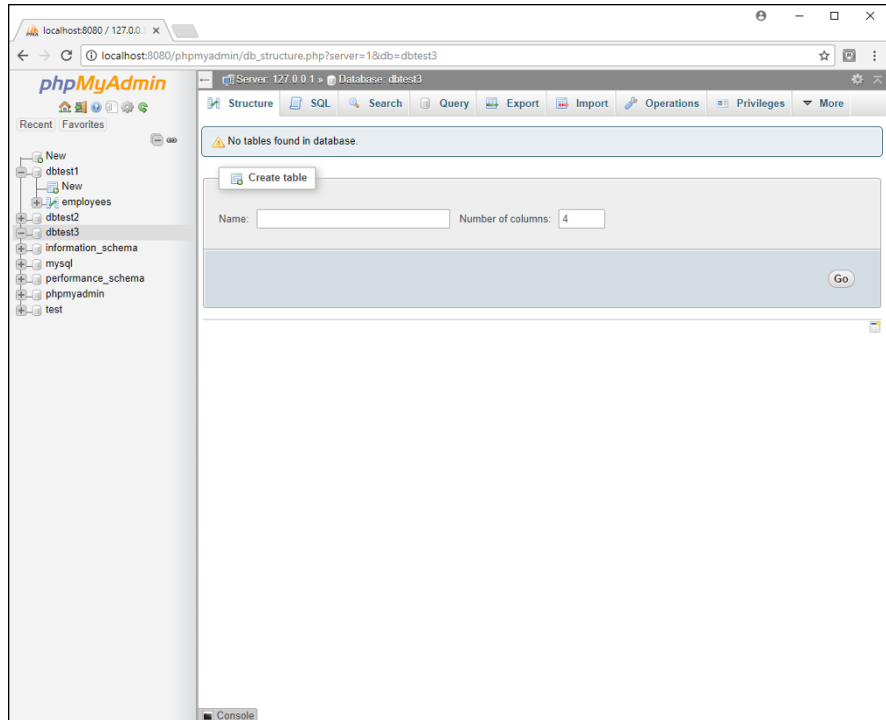 localhost:8080 / 127.0.0.1
localhost:8080/phpmyadmin/db_structure.php?server=1&db=dbtest3
phpMyAdmin
Recent Favorites
New
dbtest1
New
employees
dbtest2
dbtest3
information_schema
mysql
performance_schema
phpmyadmin
test
Server: 127.0.0.1 » Database: dbtest3
Structure SQL Search Query Export Import Operations Privileges More
No tables found in database.
Create table
Name: Number of columns: 4
Go
Console